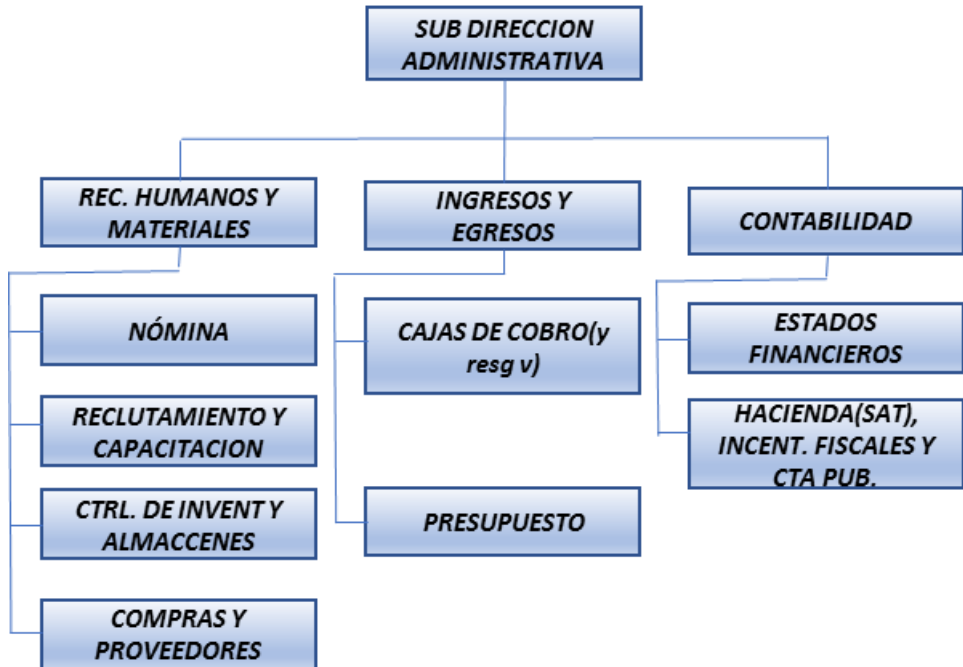 SUB DIRECCION
ADMINISTRATIVA
REC. HUMANOS Y
MATERIALES
INGRESOS Y
EGRESOS
CONTABILIDAD
NÓMINA
CAJAS DE COBRO(y
resg v)
ESTADOS
FINANCIEROS
RECLUTAMIENTO Y
CAPACITACION
HACIENDA(SAT),
INCENT. FISCALES Y
CTA PUB.
CTRL. DE INVENT Y
ALMACCENES
PRESUPUESTO
COMPRAS Y
PROVEEDORES